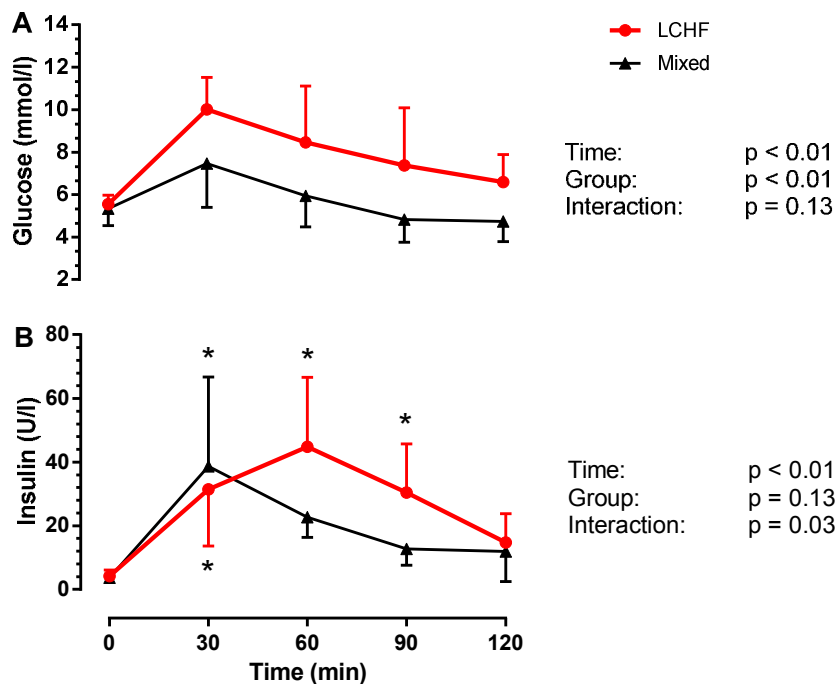 A
LCHF
Mixed
Glucose (mmol/l)
14
12
10
8
6
4
2
Time: p < 0.01
Group: p < 0.01
Interaction: p = 0.13
B
Insulin (U/l)
80
60
40
20
0
* *
*
*
Time: p < 0.01
Group: p = 0.13
Interaction: p = 0.03
0 30 60 90 120
Time (min)